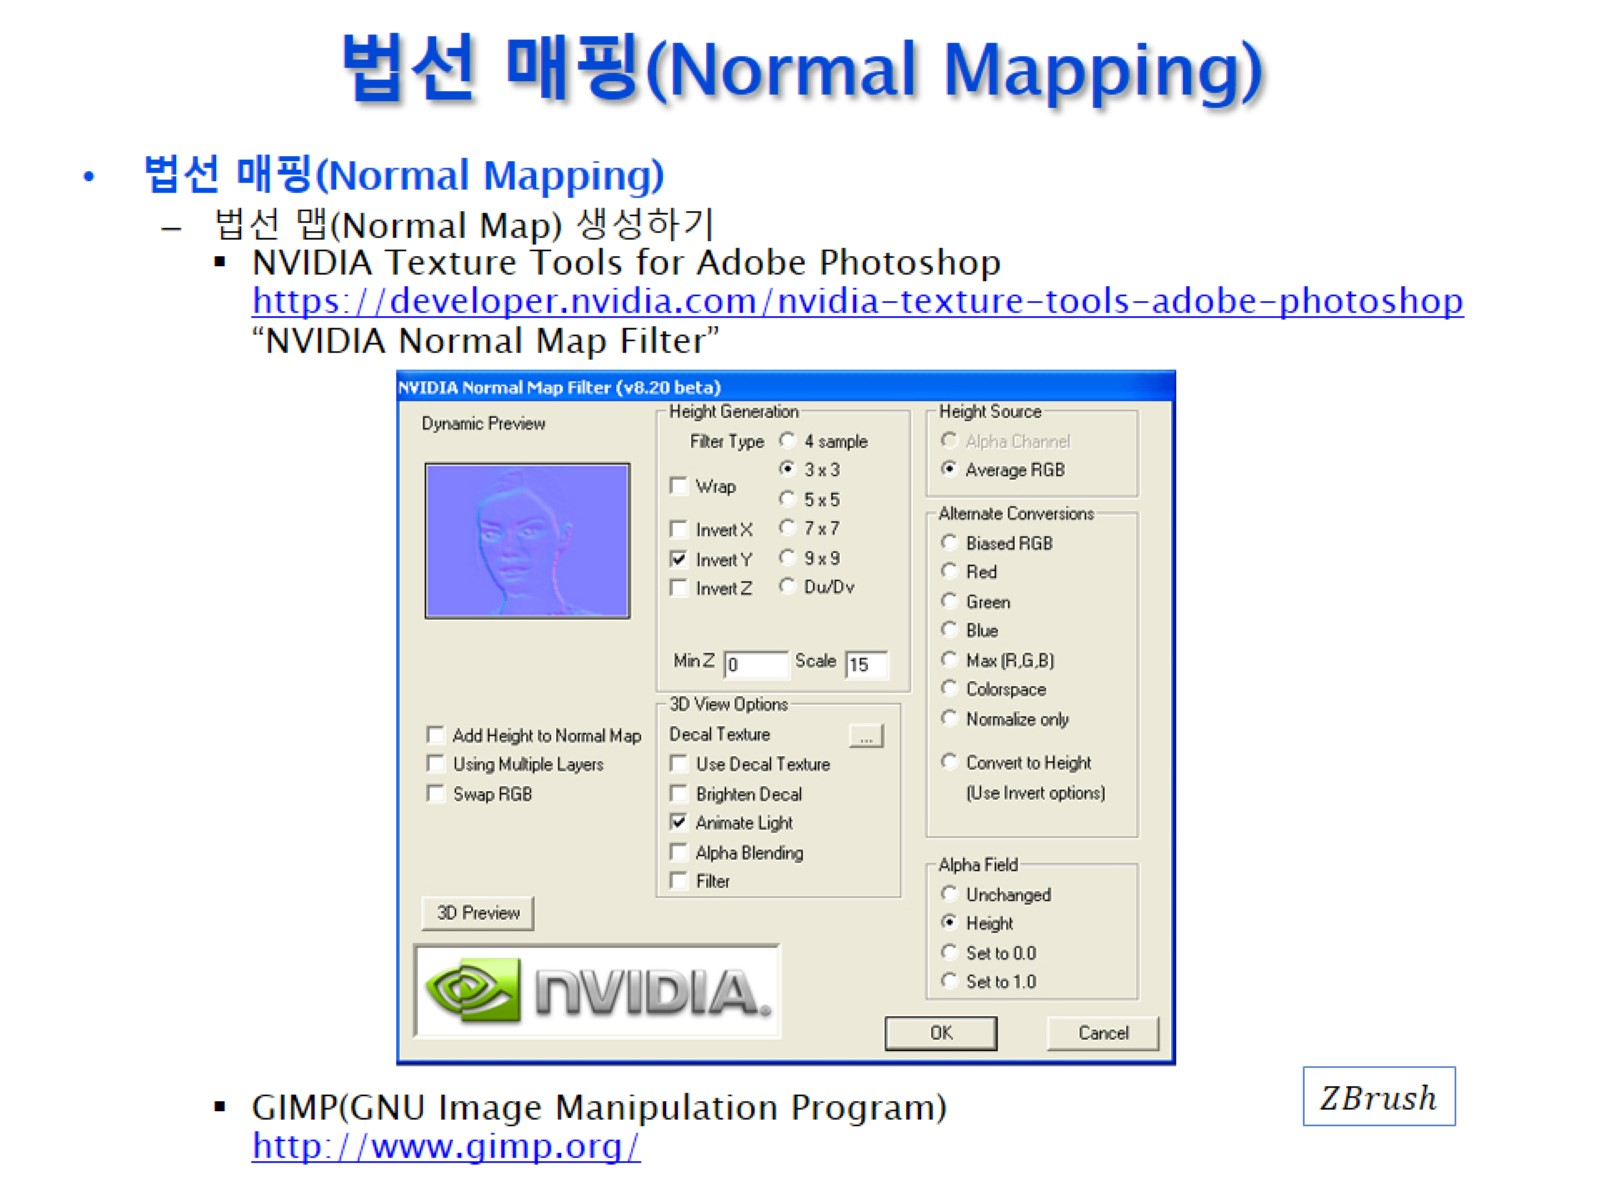 법선 매핑(Normal Mapping)
• 법선 매핑(Normal Mapping)
– 법선 맵(Normal Map) 생성하기
▪ NVIDIA Texture Tools for Adobe Photoshop
https://developer.nvidia.com/nvidia-texture-tools-adobe-photoshop
“NVIDIA Normal Map Filter”
NVIDIA Normal Map Filter (v8.20 beta)
Dynamic Preview
Add Height to Normal Map
Using Multiple Layers
Swap RGB
3D Preview
nVIDIA.®
Height Generation
Filter Type
4 sample
3 x 3
5 x 5
7 x 7
9 x 9
Du/Dv
Wrap
Invert X
Invert Y
Invert Z
Min Z 0 Scale 15
3D View Options
Decal Texture ...
Use Decal Texture
Brighten Decal
Animate Light
Alpha Blending
Filter
Height Source
Alpha Channel
Average RGB
Alternate Conversions
Biased RGB
Red
Green
Blue
Max (R,G,B)
Colorspace
Normalize only
Convert to Height
(Use Invert options)
Alpha Field
Unchanged
Height
Set to 0.0
Set to 1.0
OK Cancel
▪ GIMP(GNU Image Manipulation Program)
http://www.gimp.org/
ZBrush